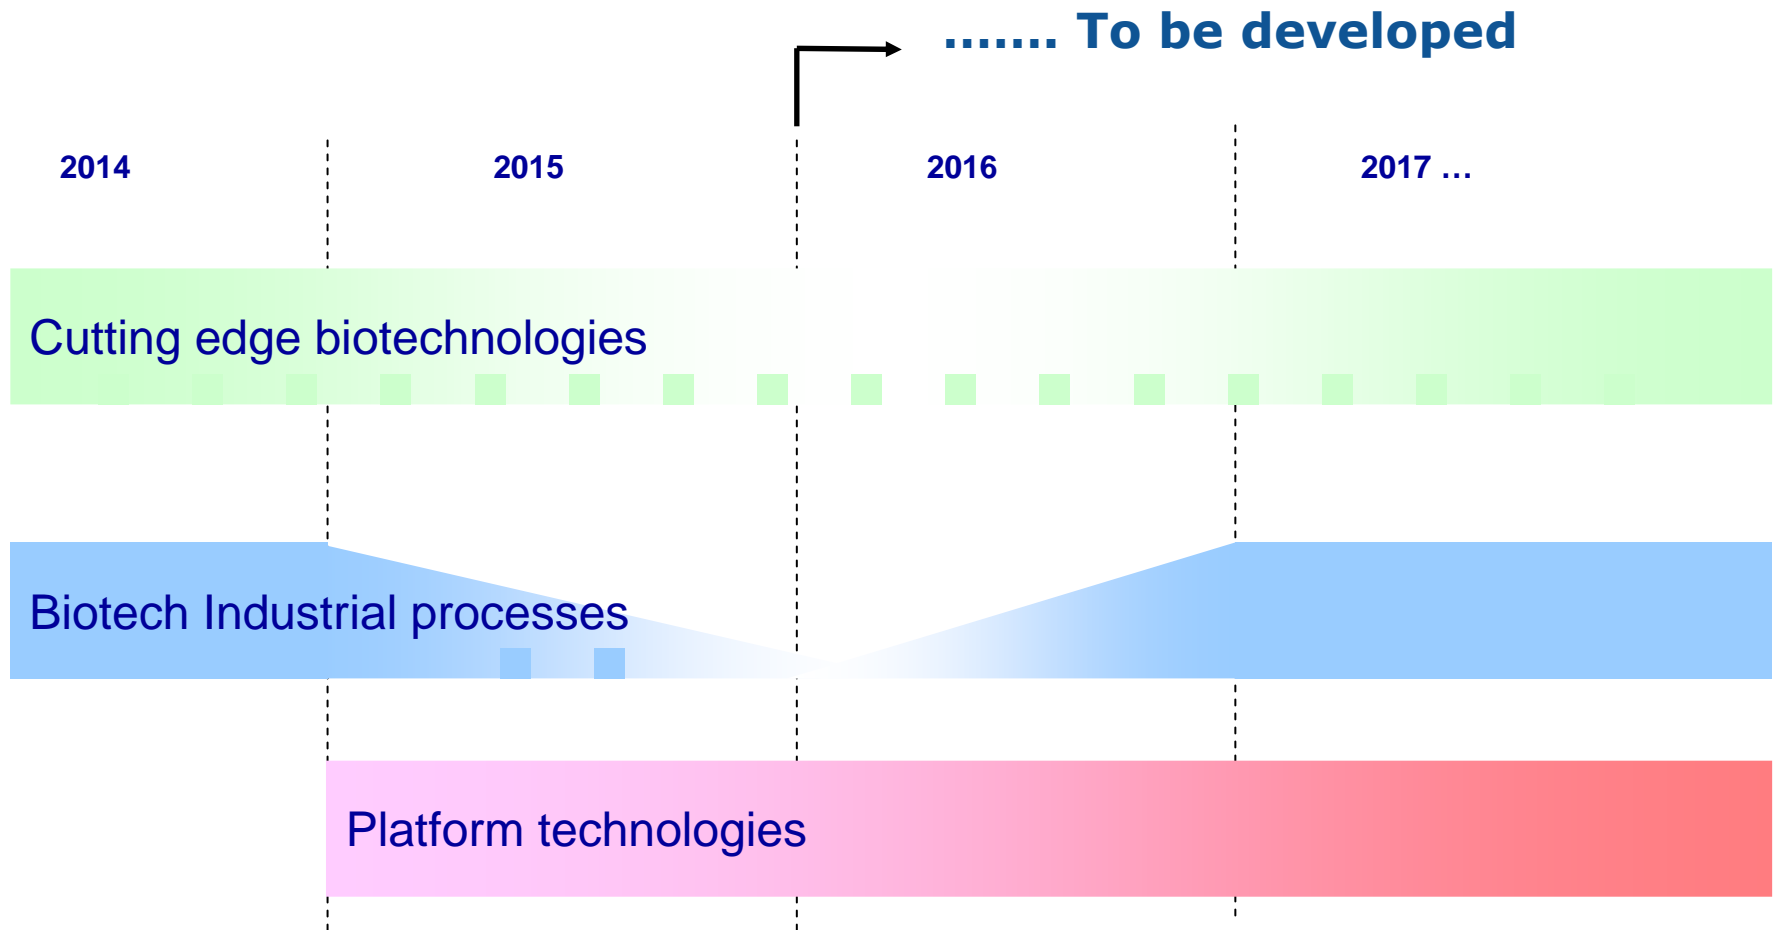 ....... To be developed
2014 2015 2016 2017 …
Cutting edge biotechnologies
Biotech Industrial processes
Platform technologies